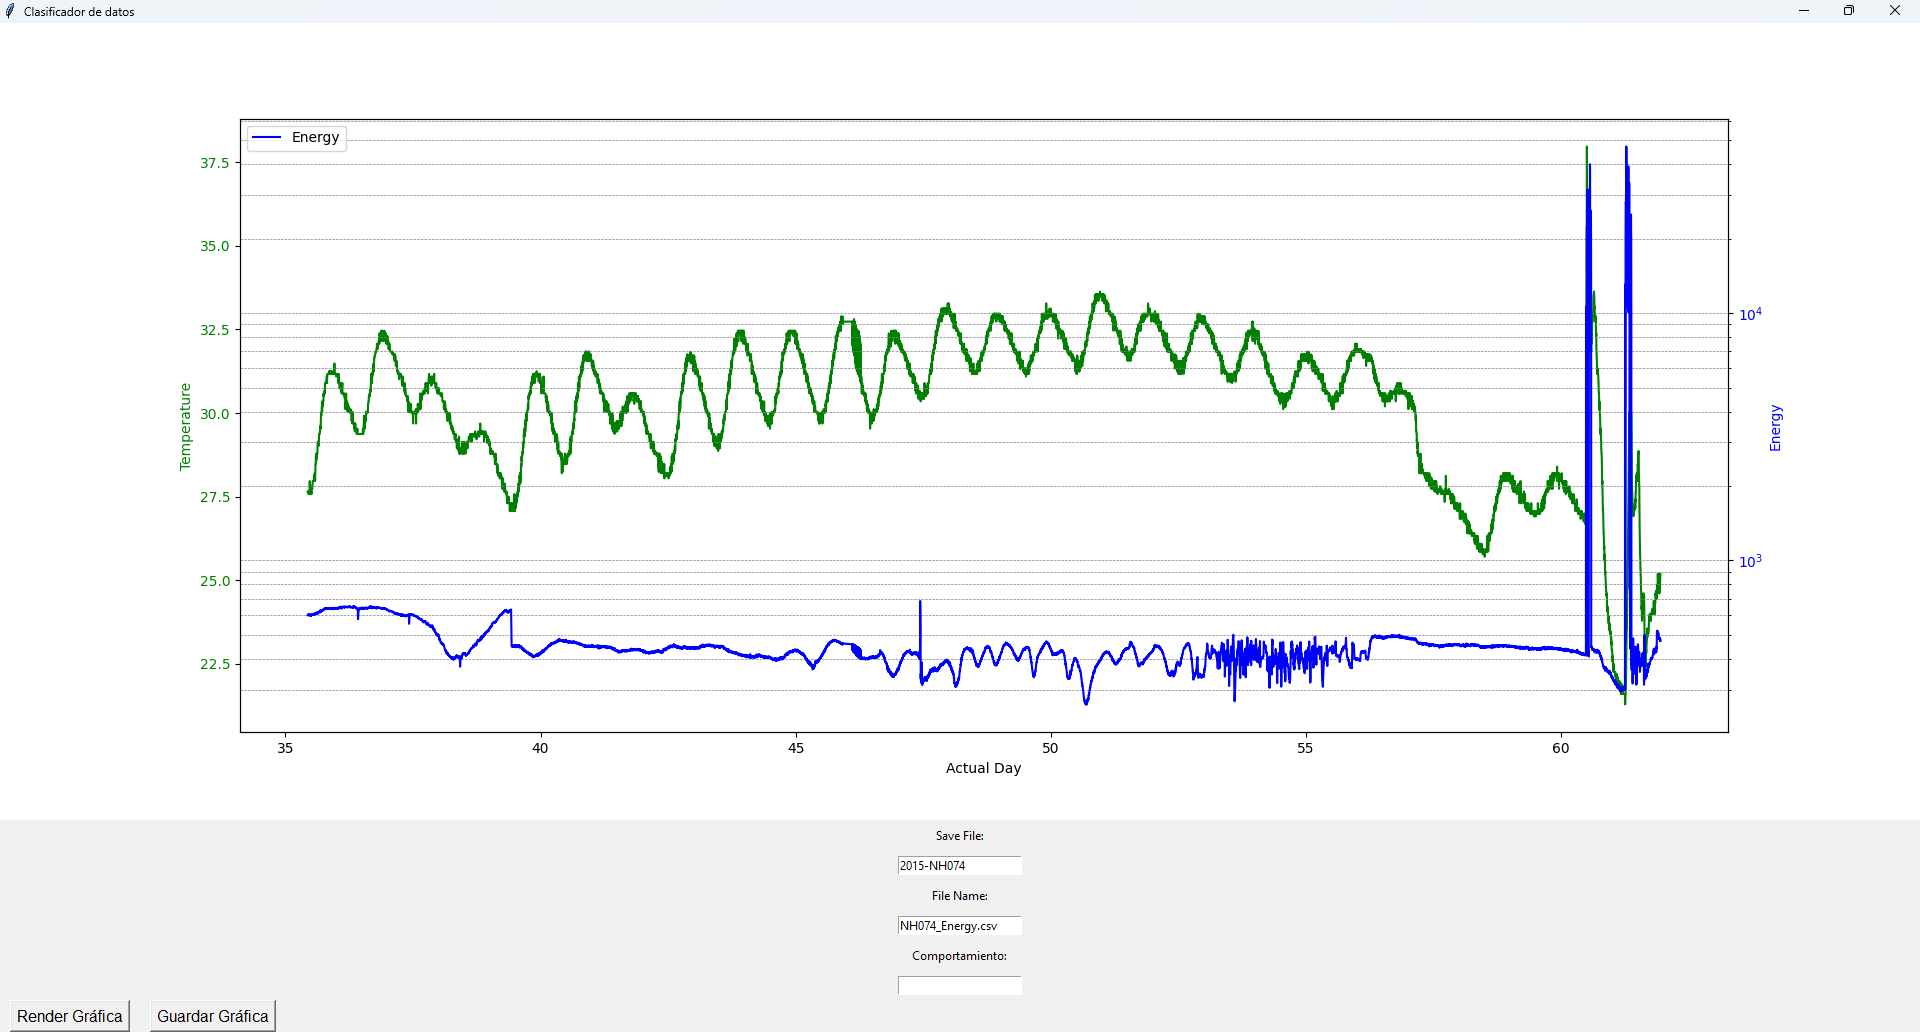 Clasificador de datos
Energy
37.5
35.0
32.5
30.0
27.5
25.0
22.5
Temperature
10⁴
10³
Energy
35 40 45 50 55 60
Actual Day
Save File:
2015-NH074
File Name:
NH074_Energy.csv
Comportamiento:
Render Gráfica Guardar Gráfica